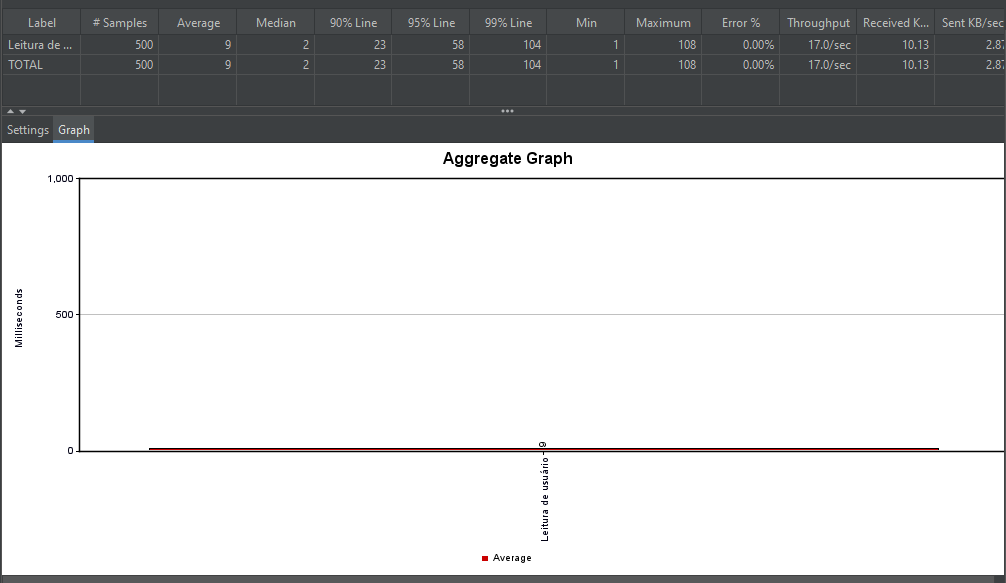 Label # Samples Average Median 90% Line 95% Line 99% Line Min Maximum Error % Throughput Received K... Sent KB/sec
Leitura de ... 500 9 2 23 58 104 1 108 0.00% 17.0/sec 10.13 2.87
TOTAL 500 9 2 23 58 104 1 108 0.00% 17.0/sec 10.13 2.87
Settings Graph
Aggregate Graph
1,000
500
0
Milliseconds
9
Leitura de usuário
Average